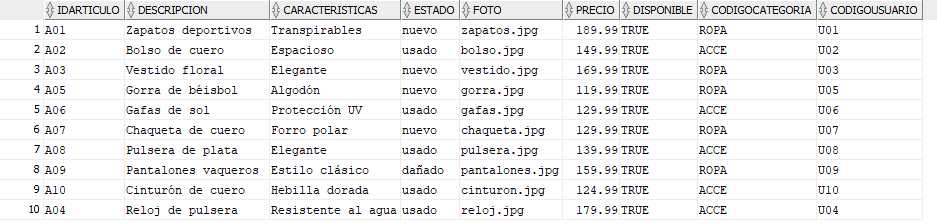 IDARTICULO DESCRIPCION CARACTERISTICAS ESTADO FOTO PRECIO DISPONIBLE CODIGOCATEGORIA CODIGOUSUARIO
1 A01 Zapatos deportivos Transpirables nuevo zapatos.jpg 189.99 TRUE ROPA U01
2 A02 Bolso de cuero Espacioso usado bolso.jpg 149.99 TRUE ACCE U02
3 A03 Vestido floral Elegante nuevo vestido.jpg 169.99 TRUE ROPA U03
4 A05 Gorra de béisbol Algodón nuevo gorra.jpg 119.99 TRUE ROPA U05
5 A06 Gafas de sol Protección UV usado gafas.jpg 129.99 TRUE ACCE U06
6 A07 Chaqueta de cuero Forro polar nuevo chaqueta.jpg 129.99 TRUE ROPA U07
7 A08 Pulsera de plata Elegante usado pulsera.jpg 139.99 TRUE ACCE U08
8 A09 Pantalones vaqueros Estilo clásico dañado pantalones.jpg 159.99 TRUE ROPA U09
9 A10 Cinturón de cuero Hebilla dorada usado cinturon.jpg 124.99 TRUE ACCE U10
10 A04 Reloj de pulsera Resistente al agua usado reloj.jpg 179.99 TRUE ACCE U04